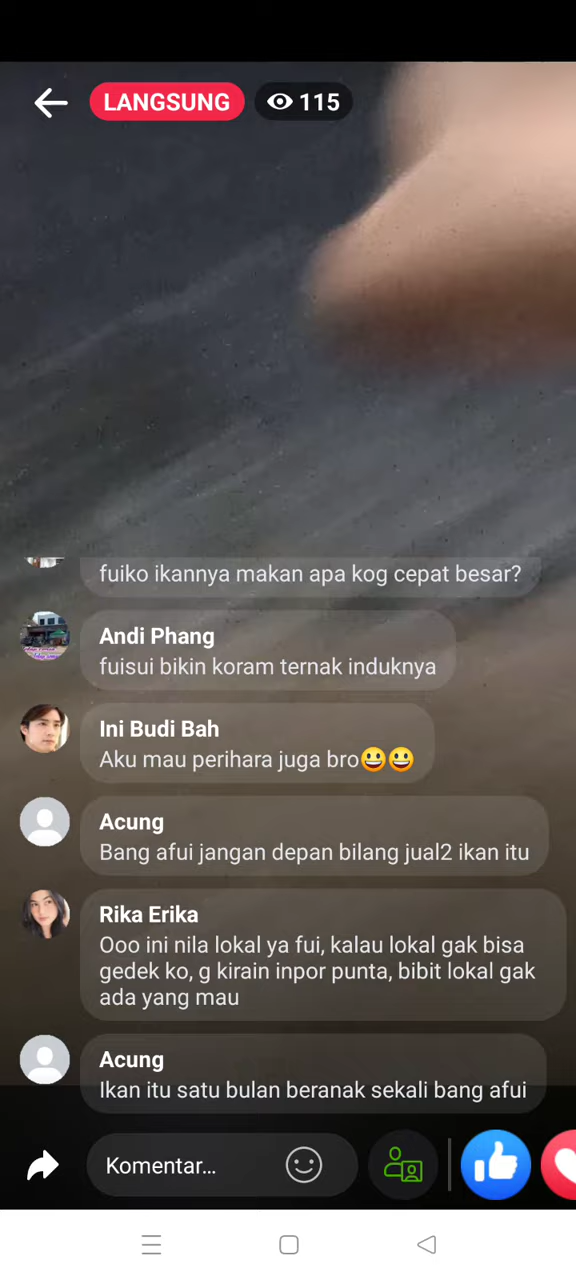 LANGSUNG
115
fuiko ikannya makan apa kog cepat besar?
Andi Phang
fuisui bikin koram ternak induknya
Ini Budi Bah
Aku mau perihara juga bro😀😀
Acung
Bang afui jangan depan bilang jual2 ikan itu
Rika Erika
Ooo ini nila lokal ya fui, kalau lokal gak bisa
gedek ko, g kirain inpor punta, bibit lokal gak
ada yang mau
Acung
Ikan itu satu bulan beranak sekali bang afui
Komentar...